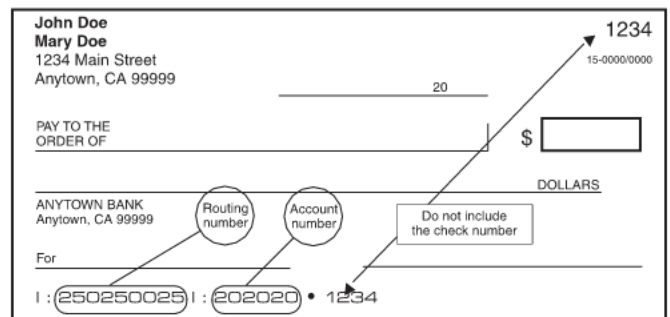 John Doe
Mary Doe
1234 Main Street
Anytown, CA 99999
1234
15-0000/0000
20
PAY TO THE
ORDER OF
$
DOLLARS
ANYTOWN BANK
Anytown, CA 99999
Routing
number
Account
number
Do not include
the check number
For
|:250250025|:202020•1234